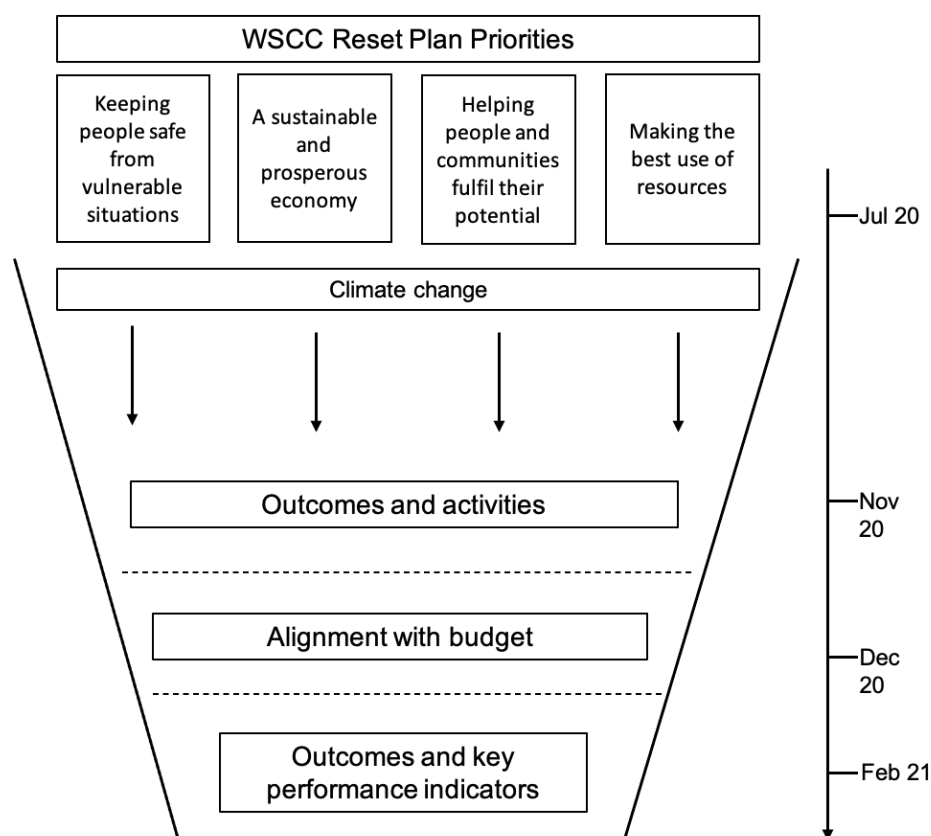 WSCC Reset Plan Priorities
Keeping
people safe
from
vulnerable
situations
A sustainable
and
prosperous
economy
Helping
people and
communities
fulfil their
potential
Making the
best use of
resources
Jul 20
Climate change
Outcomes and activities
Nov
20
Alignment with budget
Dec
20
Outcomes and key
performance indicators
Feb 21